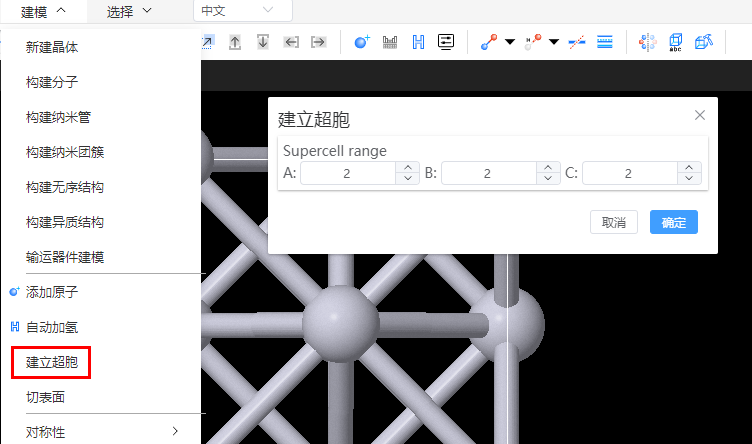 建模 选择 中文
abc
新建晶体
构建分子
构建纳米管
构建纳米团簇
构建无序结构
构建异质结构
输运器件建模
添加原子
H 自动加氢
建立超胞
切表面
对称性
建立超胞
Supercell range
A: 2 B: 2 C: 2
取消 确定